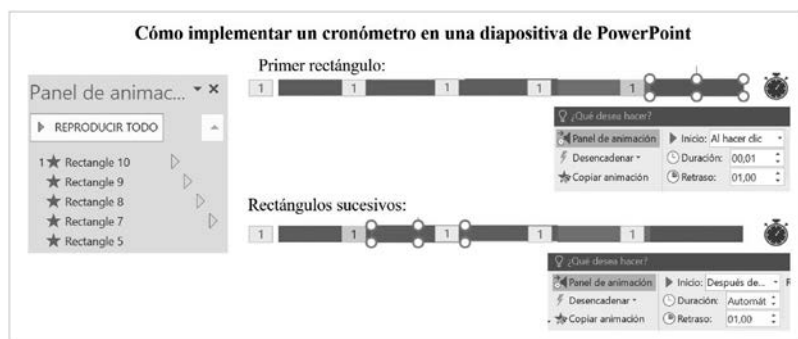 Cómo implementar un cronómetro en una diapositiva de PowerPoint
Primer rectángulo:
1 1 1 1 1
Panel de animac...
REPRODUCIR TODO
1 Rectangle 10
Rectangle 9
Rectangle 8
Rectangle 7
Rectangle 5
¿Qué desea hacer?
Panel de animación Inicio: Al hacer clic
Desencadenar Duración: 00,01
Copiar animación Retraso: 01,00
Rectángulos sucesivos:
1 1 1 1 1
¿Qué desea hacer?
Panel de animación Inicio: Después de...
Desencadenar Duración: Automát
Copiar animación Retraso: 01,00